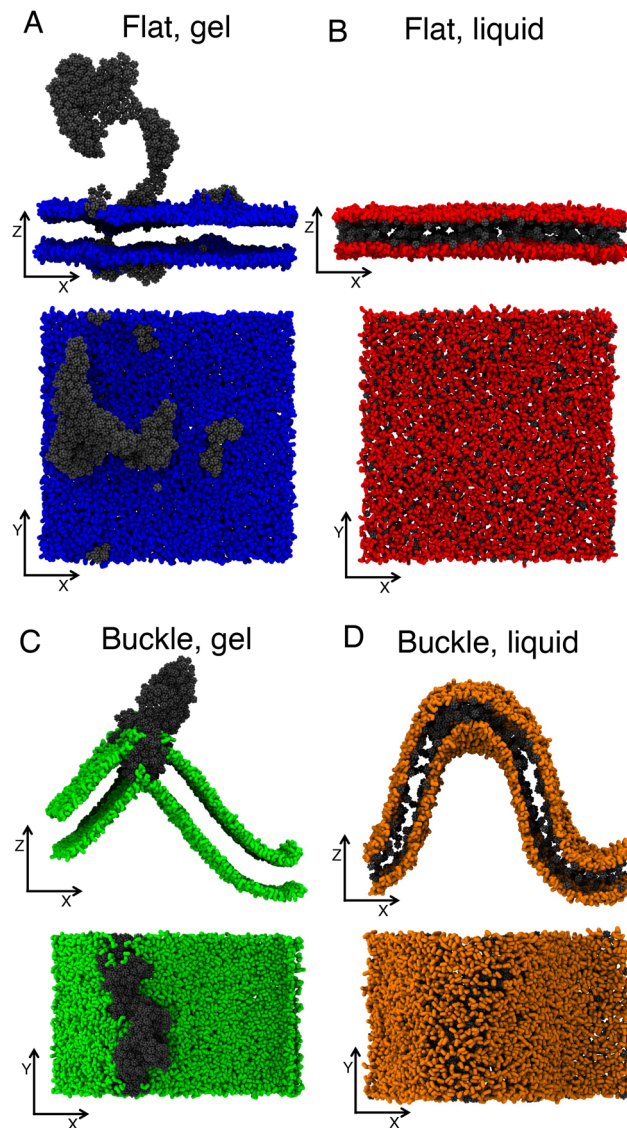 A
Flat, gel
B
Flat, liquid
Z
X
Z
X
Y
X
Y
X
C
Buckle, gel
D
Buckle, liquid
Z
X
Z
X
Y
X
Y
X